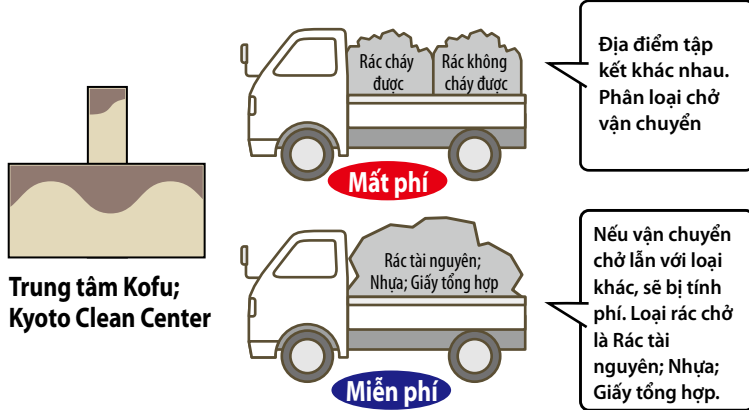 Rác cháy
được
Rác không
cháy được
Mất phí
Địa điểm tập
kết khác nhau.
Phân loại chở
vận chuyển
Trung tâm Kofu;
Kyoto Clean Center
Rác tài nguyên;
Nhựa; Giấy tổng hợp
Miễn phí
Nếu vận chuyển
chở lẫn với loại
khác, sẽ bị tính
phí. Loại rác chở
là Rác tài
nguyên; Nhựa;
Giấy tổng hợp.